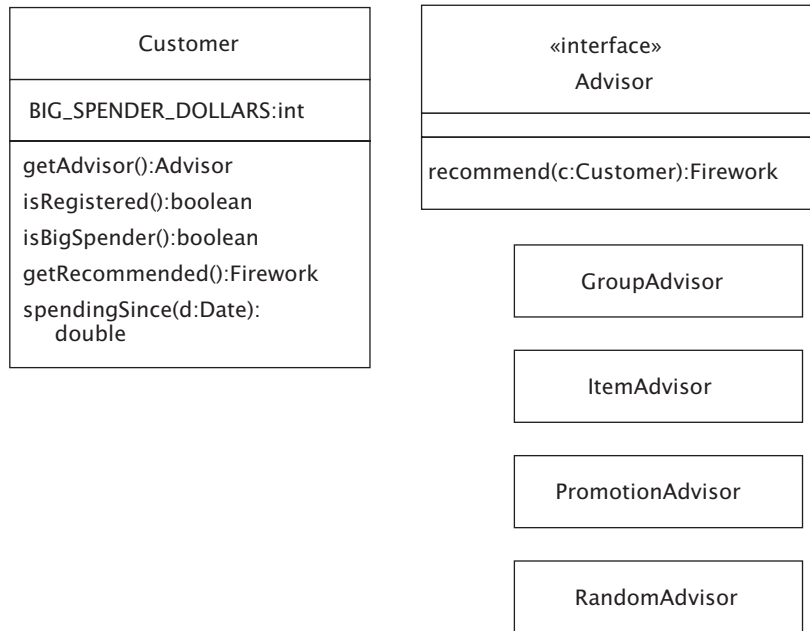 Customer
BIG_SPENDER_DOLLARS:int
getAdvisor():Advisor
isRegistered():boolean
isBigSpender():boolean
getRecommended():Firework
spendingSince(d:Date):
double
«interface»
Advisor
recommend(c:Customer):Firework
GroupAdvisor
ItemAdvisor
PromotionAdvisor
RandomAdvisor